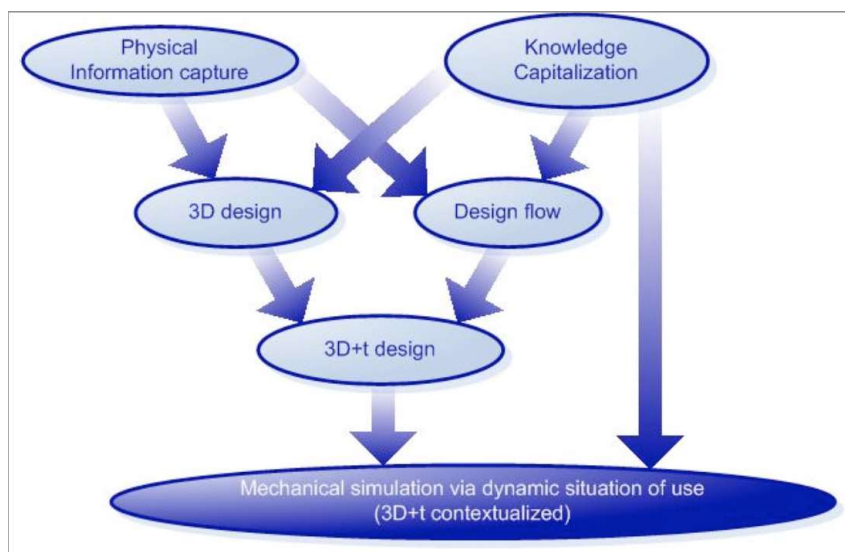 Physical
Information capture
Knowledge
Capitalization
3D design
Design flow
3D+t design
Mechanical simulation via dynamic situation of use
(3D+t contextualized)